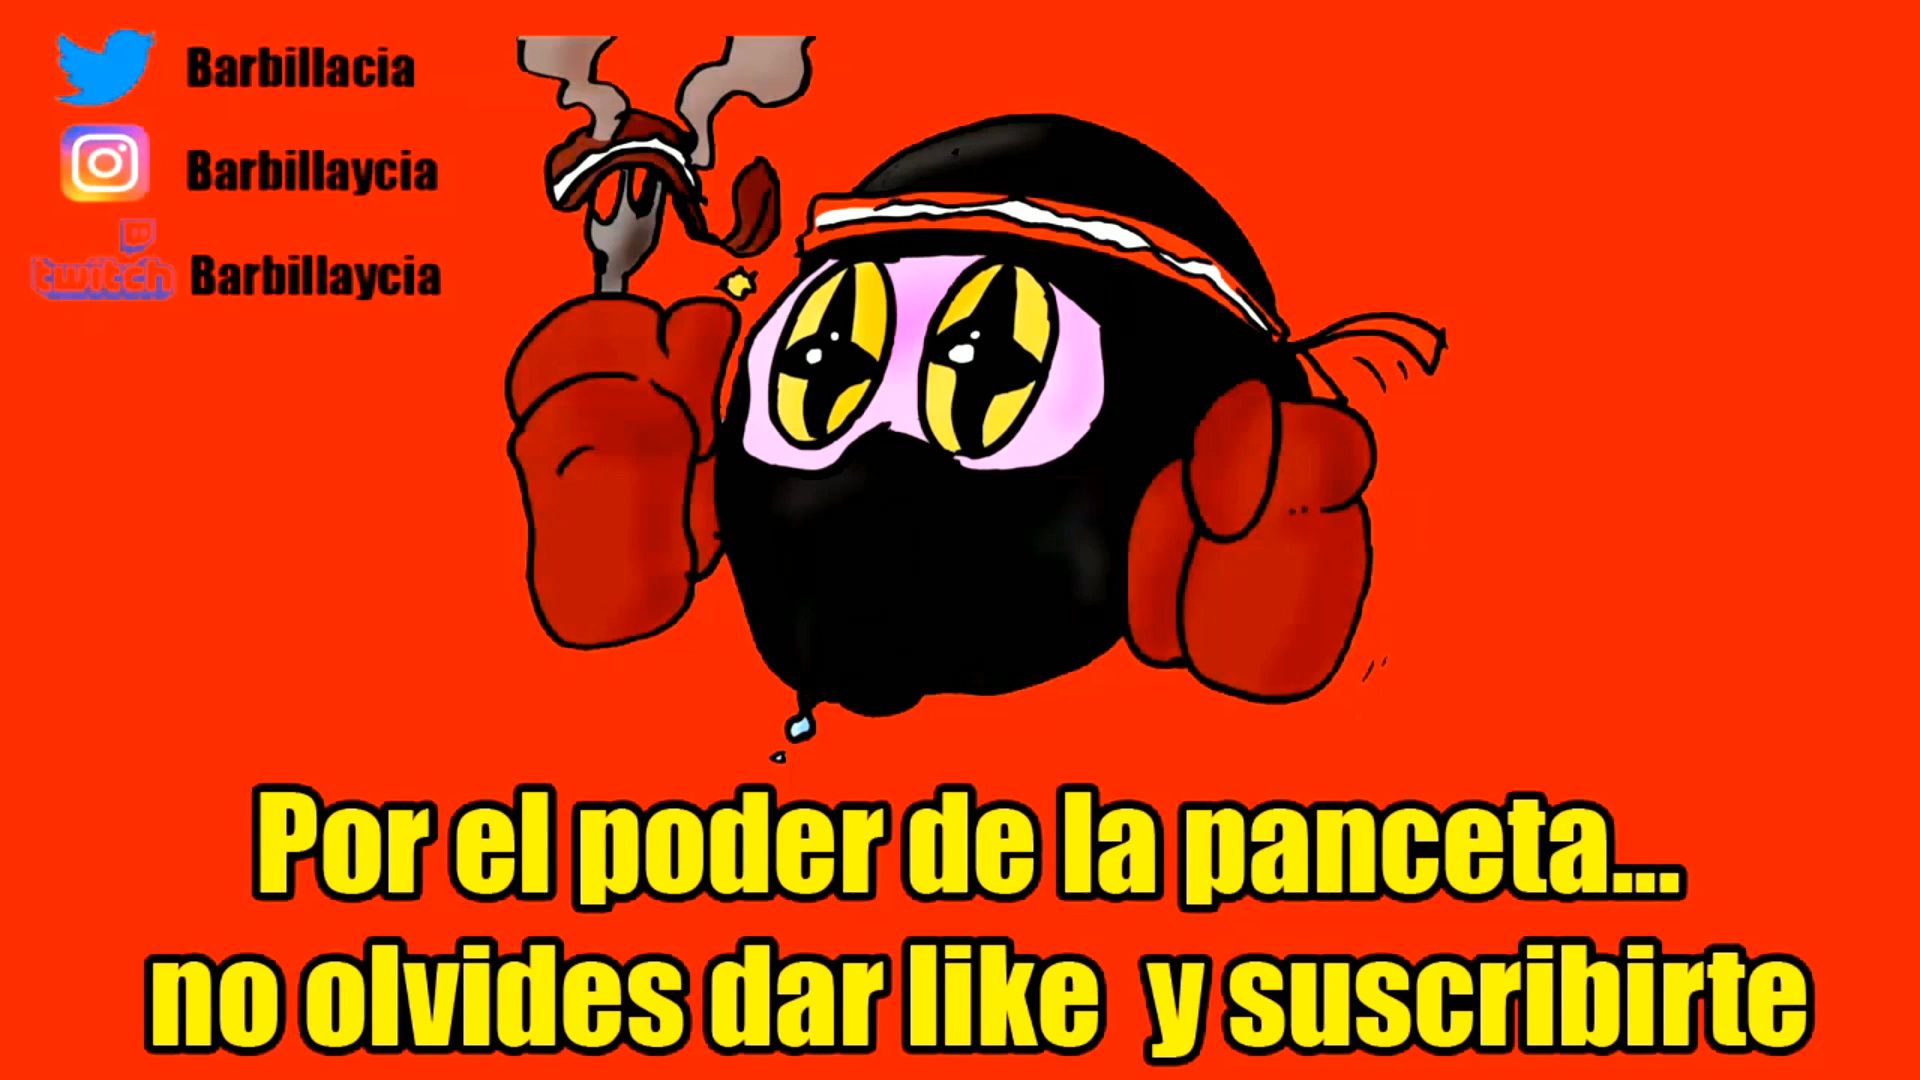 Barbillacia
Barbillaycia
twitch Barbillaycia
Por el poder de la panceta...
no olvides dar like y suscribirte